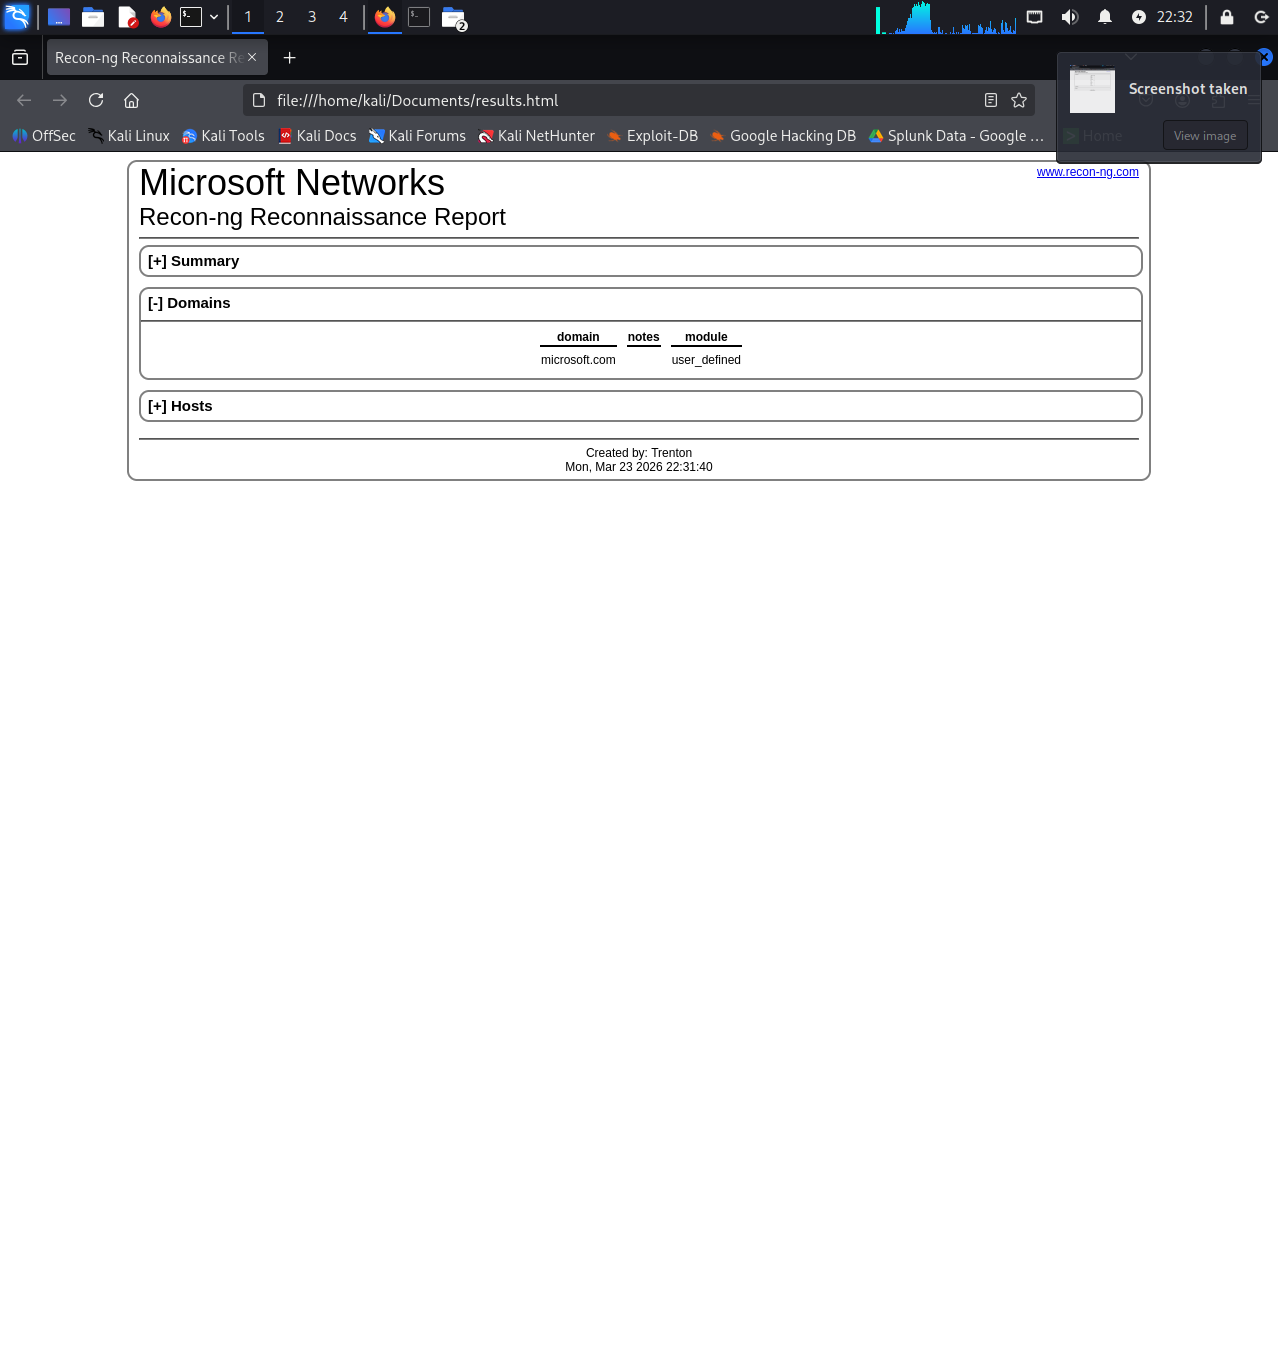 1 2 3 4 2 22:32
Recon-ng Reconnaissance Re
file:///home/kali/Documents/results.html
Screenshot taken
View image
OffSec Kali Linux Kali Tools Kali Docs Kali Forums Kali NetHunter Exploit-DB Google Hacking DB Splunk Data - Google ... Home
Microsoft Networks
www.recon-ng.com
Recon-ng Reconnaissance Report
[+] Summary
[-] Domains
domain notes module
microsoft.com user_defined
[+] Hosts
Created by: Trenton
Mon, Mar 23 2026 22:31:40